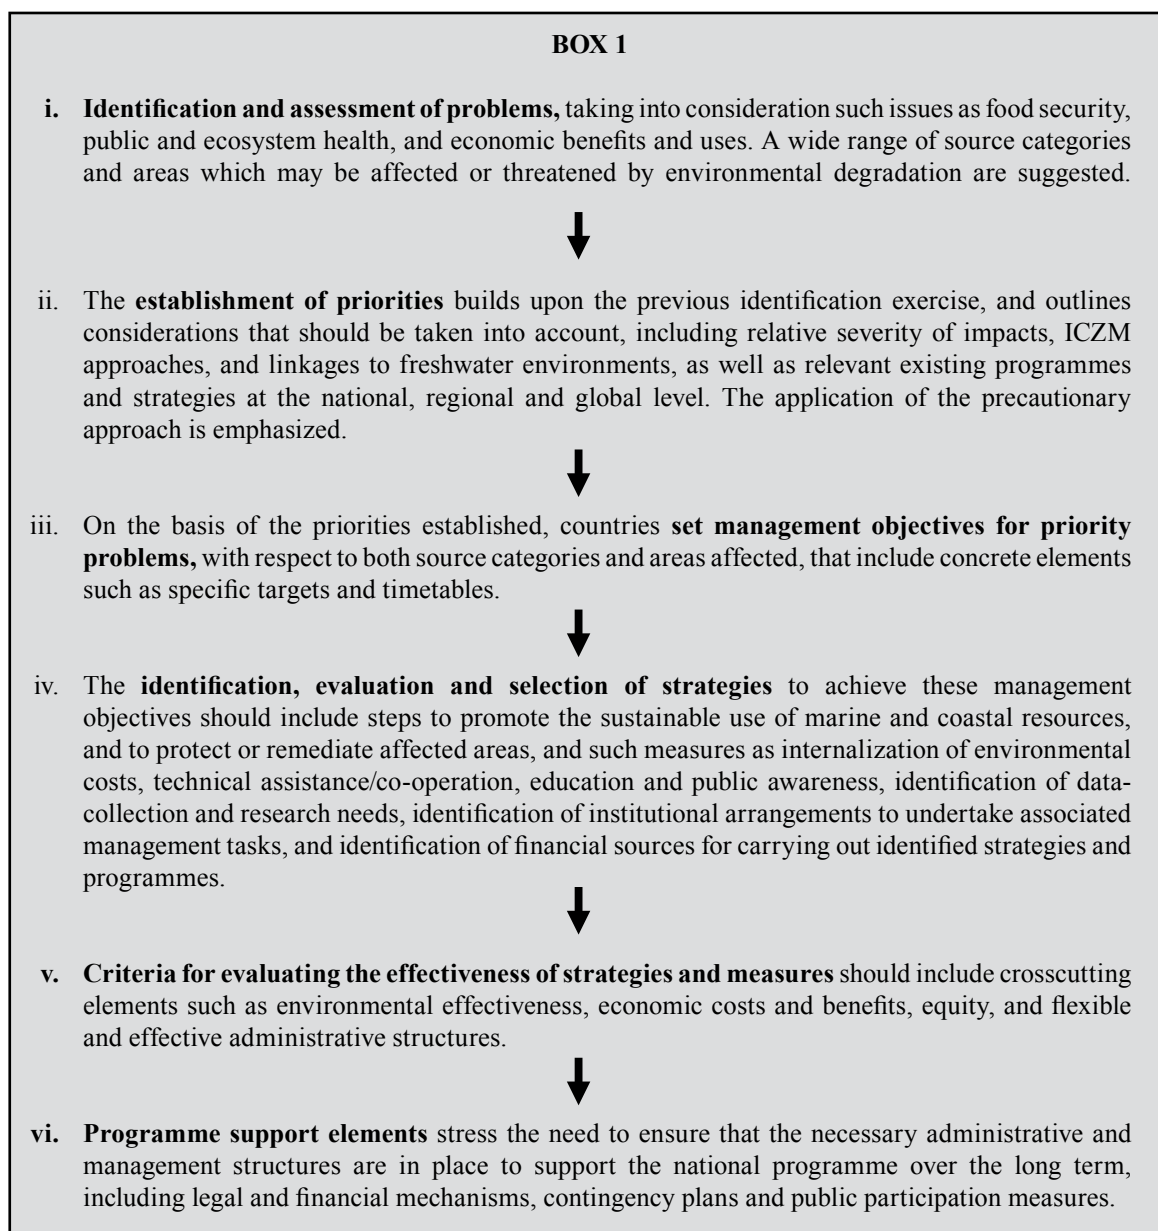 BOX 1
i. Identification and assessment of problems, taking into consideration such issues as food security,
public and ecosystem health, and economic benefits and uses. A wide range of source categories
and areas which may be affected or threatened by environmental degradation are suggested.
ii. The establishment of priorities builds upon the previous identification exercise, and outlines
considerations that should be taken into account, including relative severity of impacts, ICZM
approaches, and linkages to freshwater environments, as well as relevant existing programmes
and strategies at the national, regional and global level. The application of the precautionary
approach is emphasized.
iii. On the basis of the priorities established, countries set management objectives for priority
problems, with respect to both source categories and areas affected, that include concrete elements
such as specific targets and timetables.
iv. The identification, evaluation and selection of strategies to achieve these management
objectives should include steps to promote the sustainable use of marine and coastal resources,
and to protect or remediate affected areas, and such measures as internalization of environmental
costs, technical assistance/co-operation, education and public awareness, identification of data-
collection and research needs, identification of institutional arrangements to undertake associated
management tasks, and identification of financial sources for carrying out identified strategies and
programmes.
v. Criteria for evaluating the effectiveness of strategies and measures should include crosscutting
elements such as environmental effectiveness, economic costs and benefits, equity, and flexible
and effective administrative structures.
vi. Programme support elements stress the need to ensure that the necessary administrative and
management structures are in place to support the national programme over the long term,
including legal and financial mechanisms, contingency plans and public participation measures.